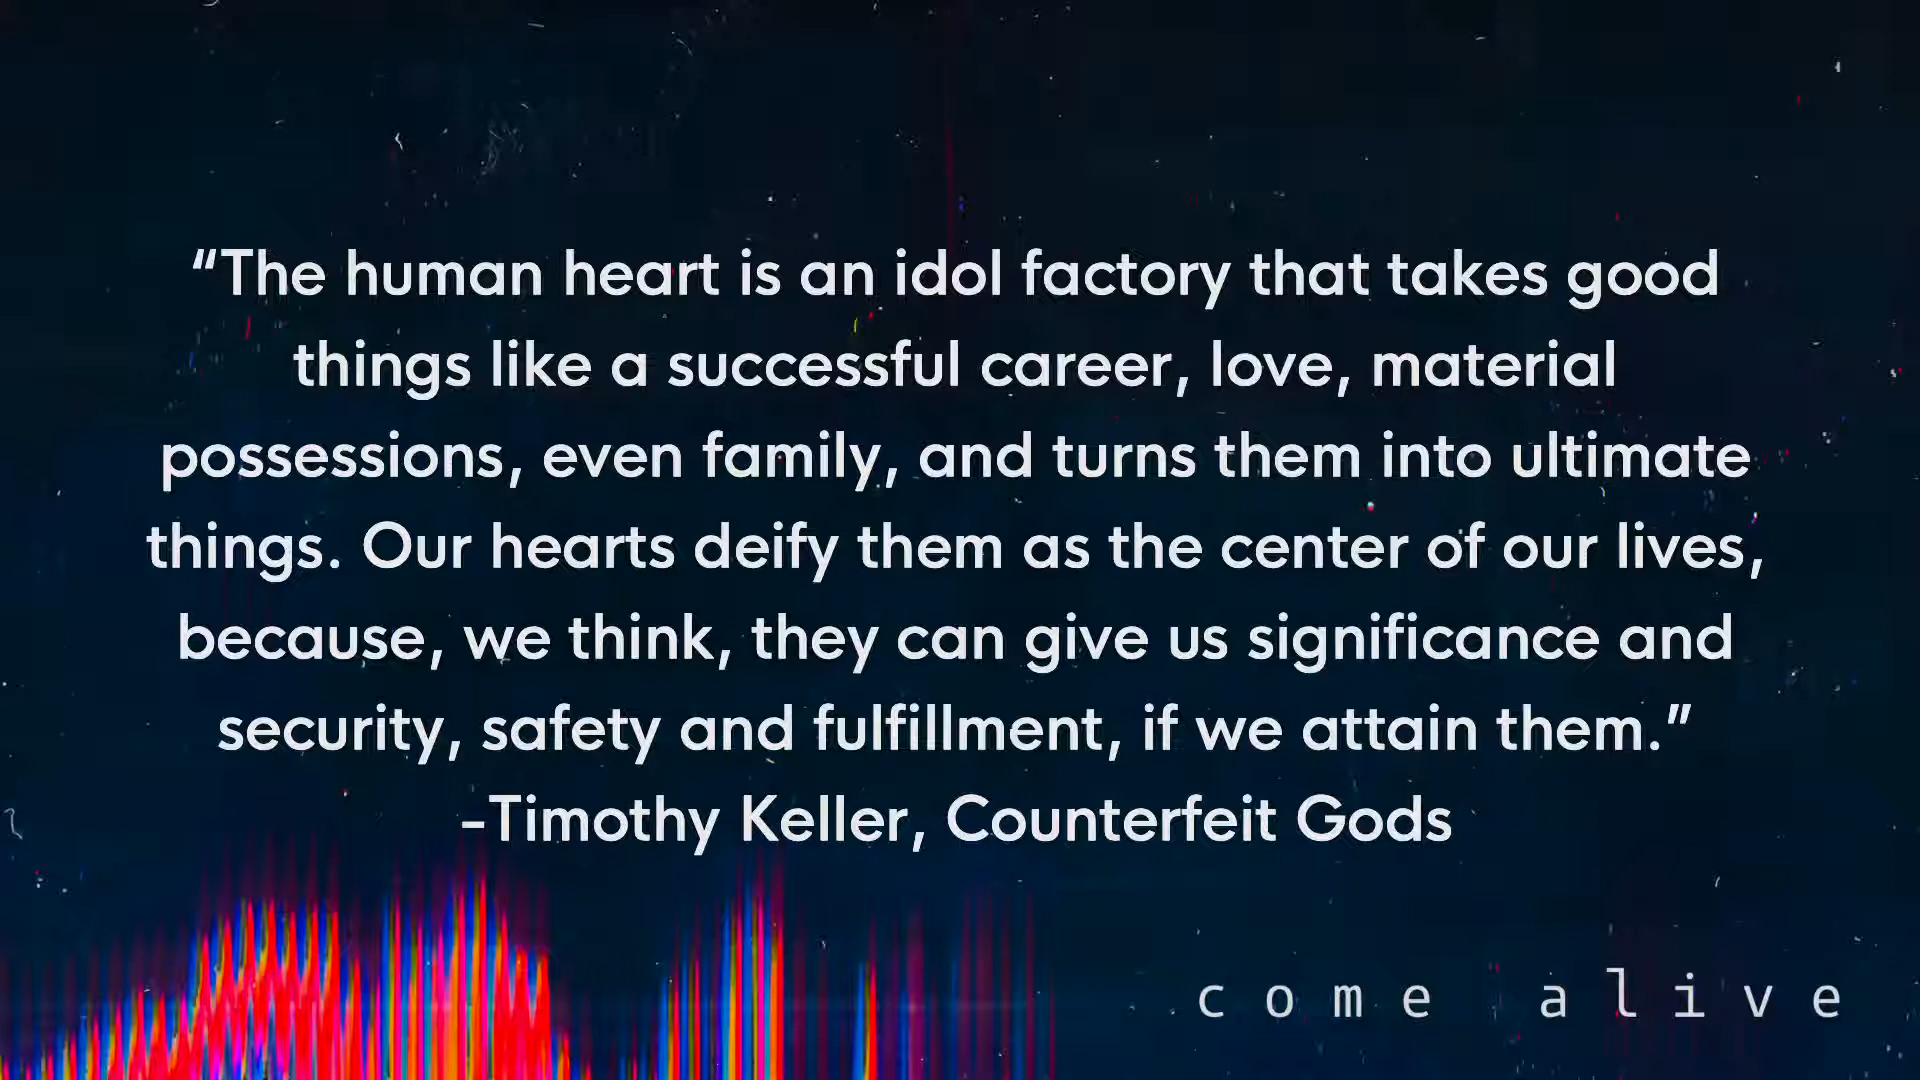 “The human heart is an idol factory that takes good
things like a successful career, love, material
possessions, even family, and turns them into ultimate
things. Our hearts deify them as the center of our lives,
because, we think, they can give us significance and
security, safety and fulfillment, if we attain them.”
-Timothy Keller, Counterfeit Gods
come alive